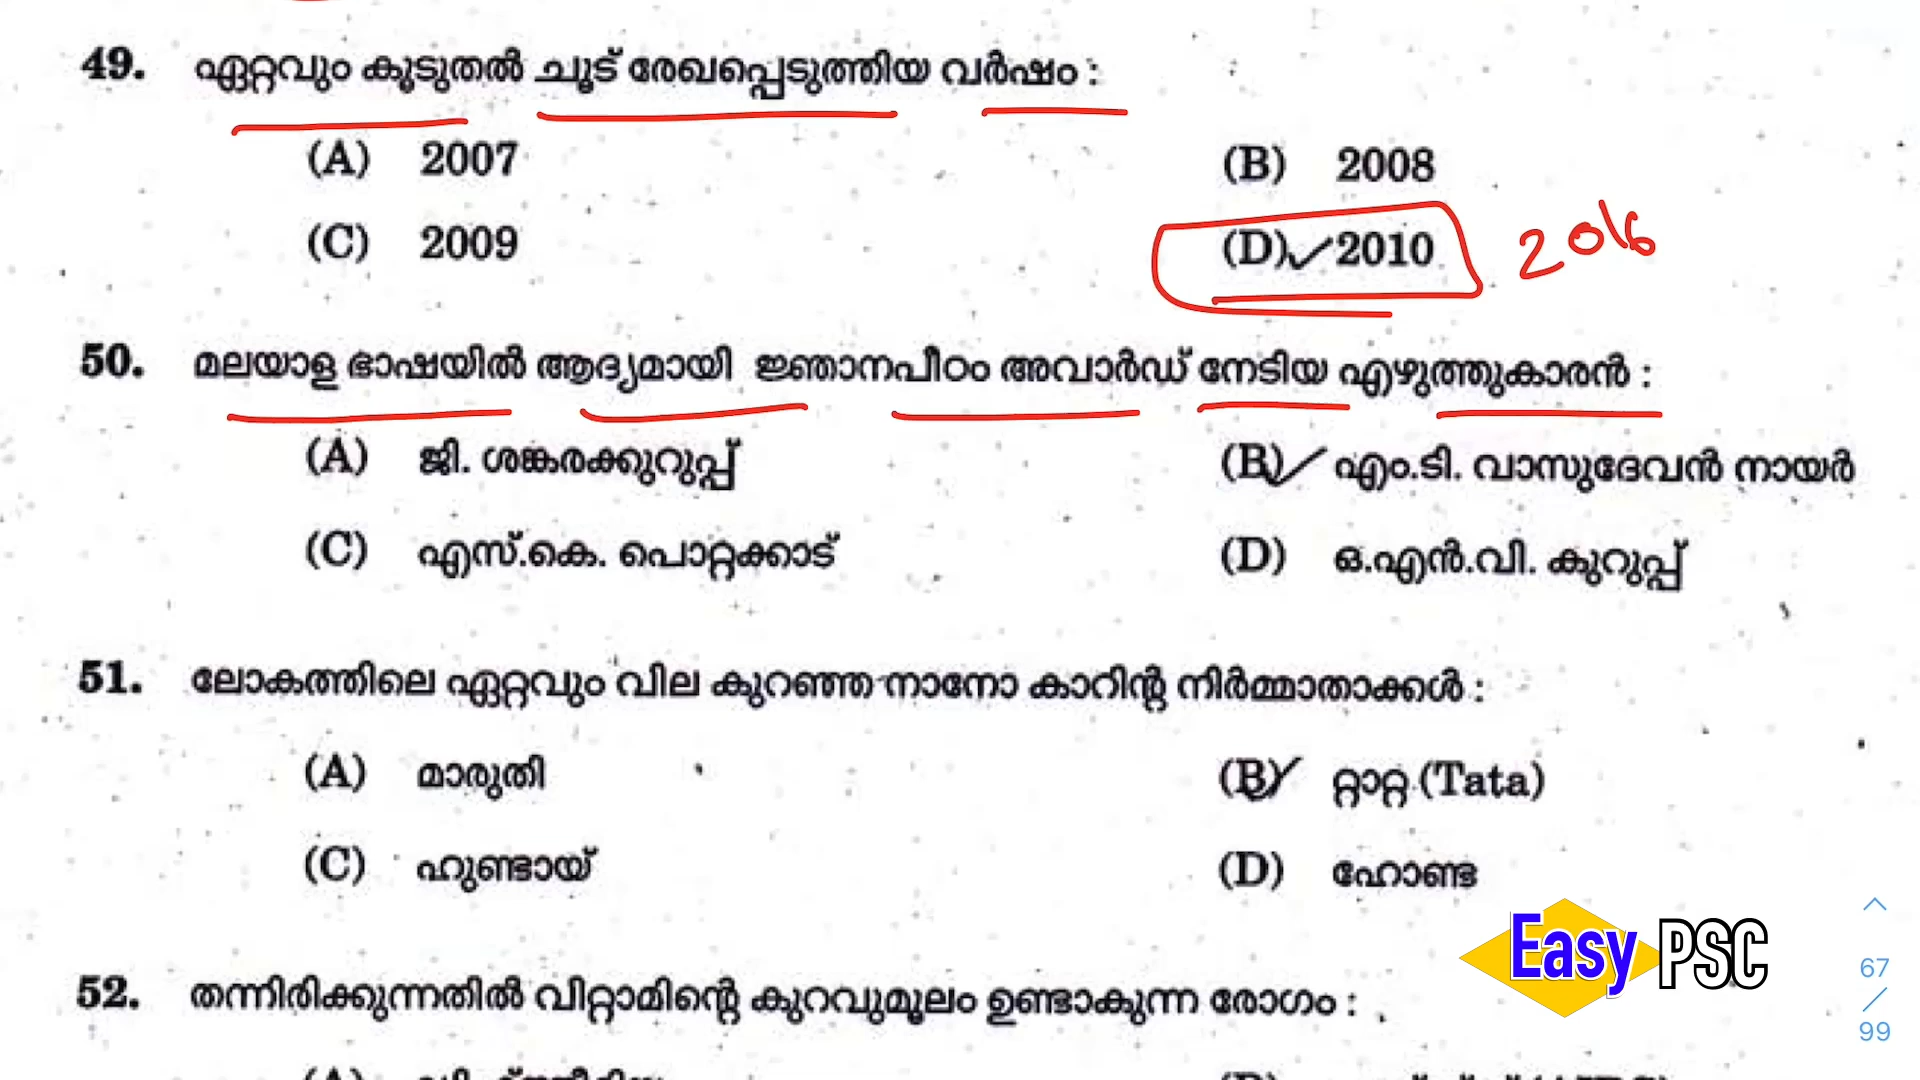 49. ഏറ്റവും കൂടുതൽ ചൂട് രേഖപ്പെടുത്തിയ വർഷം :
(A) 2007 (B) 2008
(C) 2009 (D) 2010 2016
50. മലയാള ഭാഷയിൽ ആദ്യമായി ജ്ഞാനപീഠം അവാർഡ് നേടിയ എഴുത്തുകാരൻ :
(A) ജി. ശങ്കരക്കുറുപ്പ് (B) എം.ടി. വാസുദേവൻ നായർ
(C) എസ്.കെ. പൊറ്റക്കാട് (D) ഒ.എൻ.വി. കുറുപ്പ്
51. ലോകത്തിലെ ഏറ്റവും വില കുറഞ്ഞ നാനോ കാറിന്റ നിർമ്മാതാക്കൾ :
(A) മാരുതി (B) റ്റാറ്റ (Tata)
(C) ഹുണ്ടായ് (D) ഹോണ്ട
52. തന്നിരിക്കുന്നതിൽ വിറ്റാമിന്റെ കുറവുമൂലം ഉണ്ടാകുന്ന രോഗം :
(A) (B)
Easy PSC
67
/
99